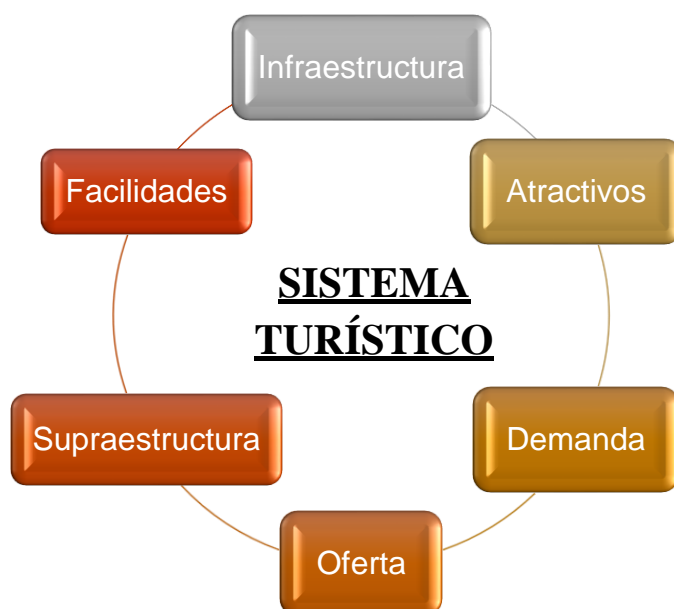 Infraestructura
Facilidades
Atractivos
SISTEMA
TURÍSTICO
Supraestructura
Demanda
Oferta